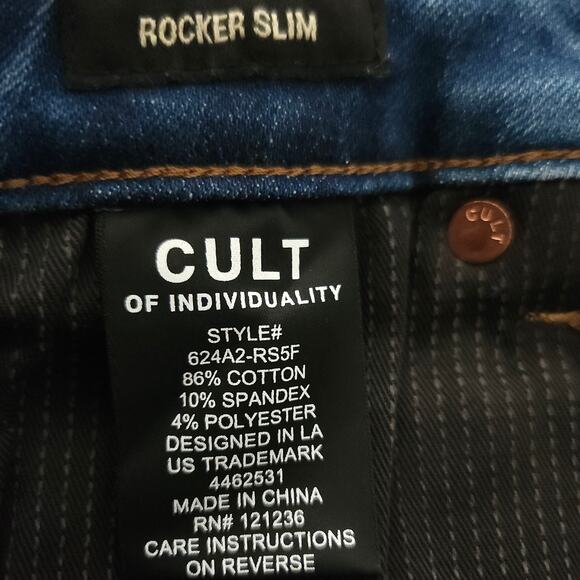 ROCKER SLIM
CULT
CULT
OF INDIVIDUALITY
STYLE#
624A2-RS5F
86% COTTON
10% SPANDEX
4% POLYESTER
DESIGNED IN LA
US TRADEMARK
4462531
MADE IN CHINA
RN# 121236
CARE INSTRUCTIONS
ON REVERSE